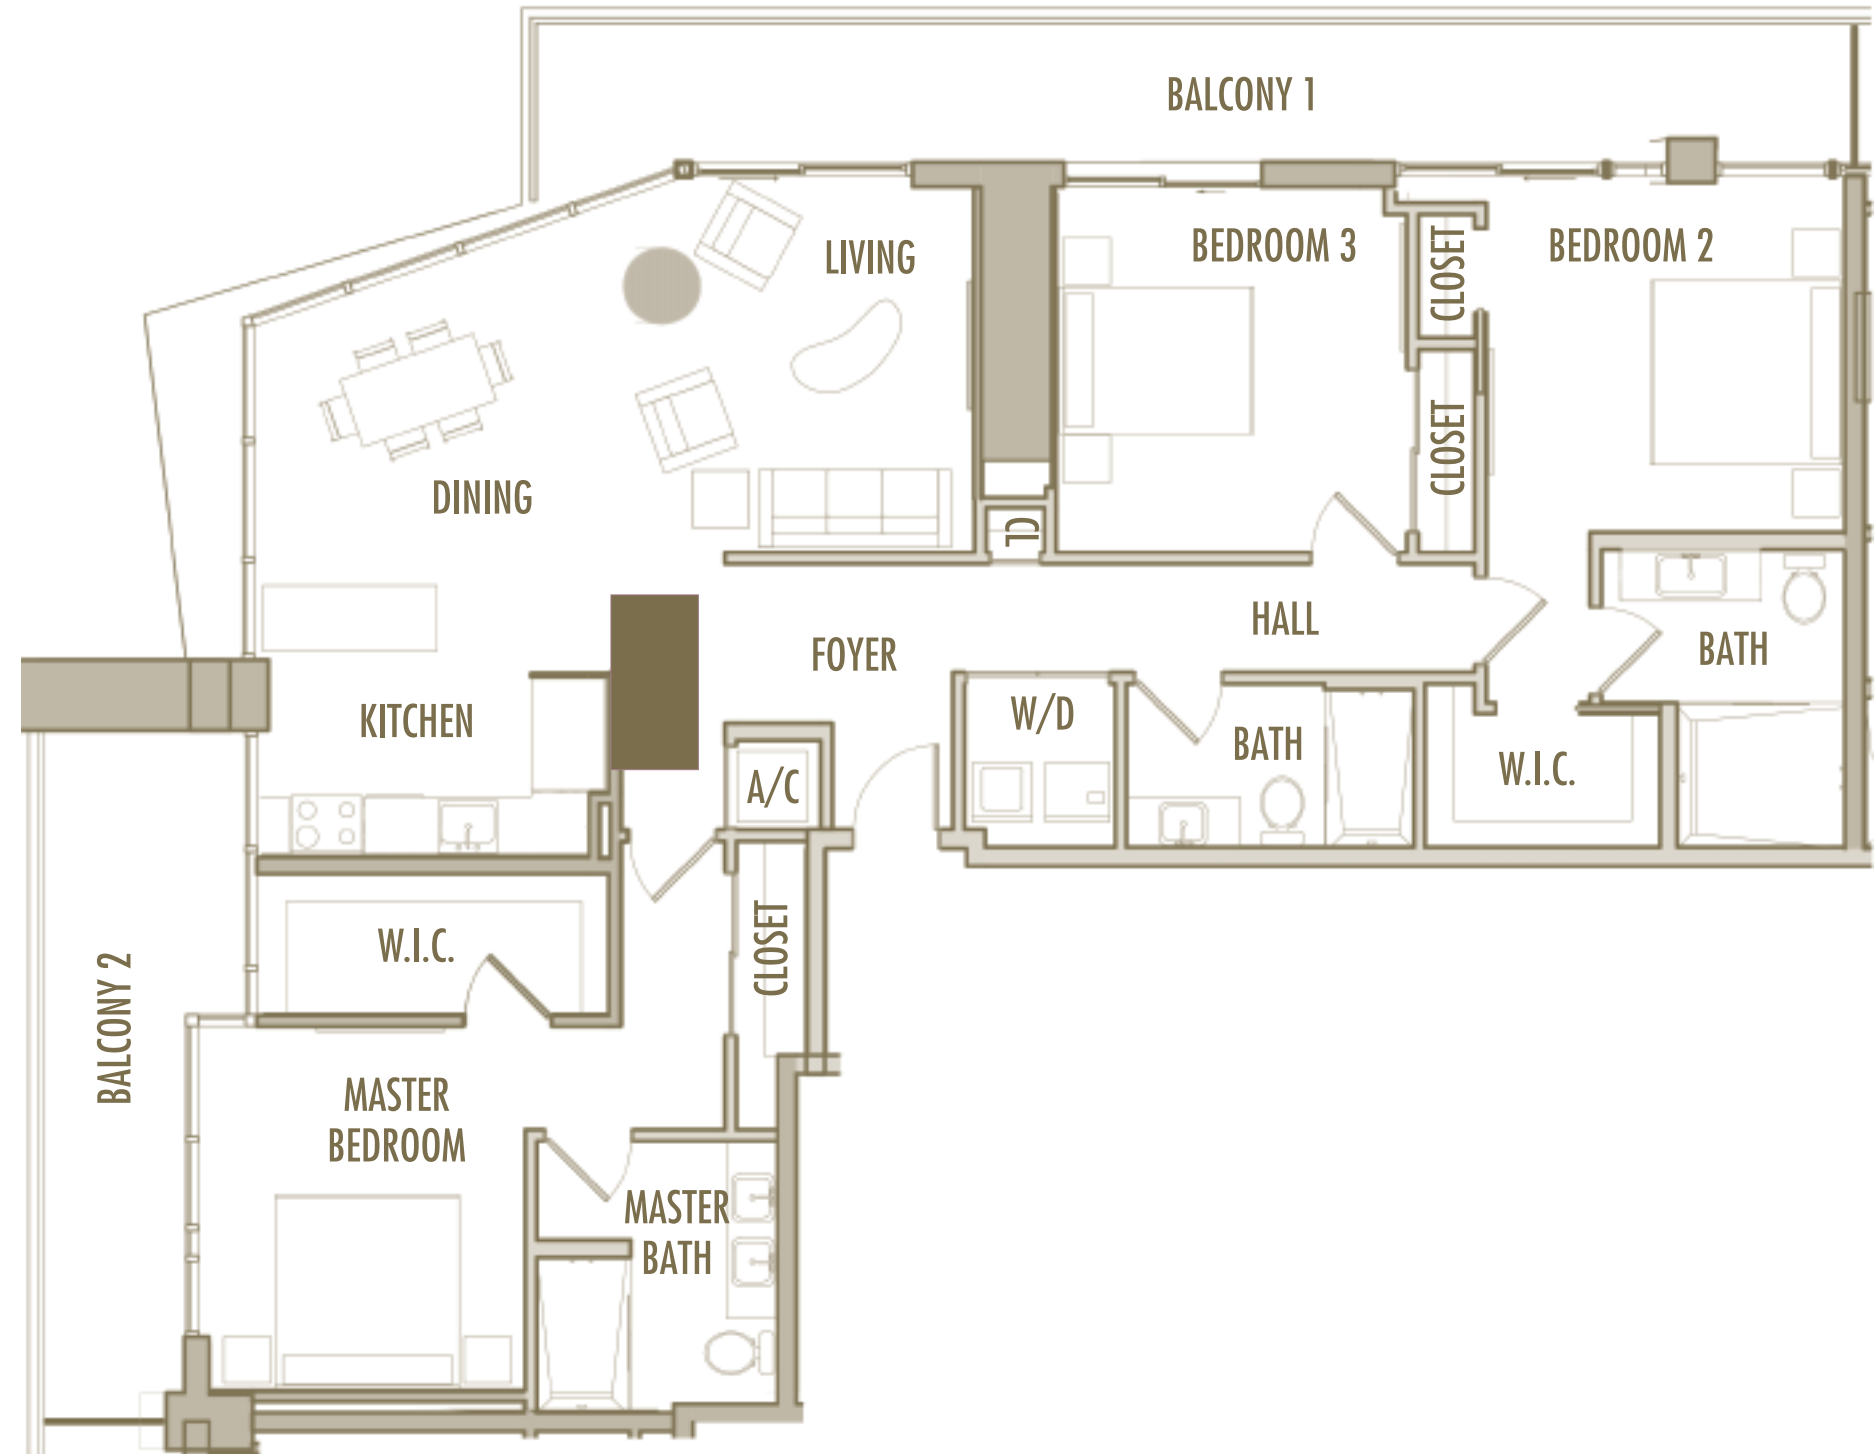 BALCONY 1
LIVING
BEDROOM 3
CLOSET
BEDROOM 2
CLOSET
DINING
CL
HALL
FOYER
BATH
KITCHEN
W/D
BATH
W.I.C.
A/C
W.I.C.
CLOSET
BALCONY 2
MASTER
BEDROOM
MASTER
BATH